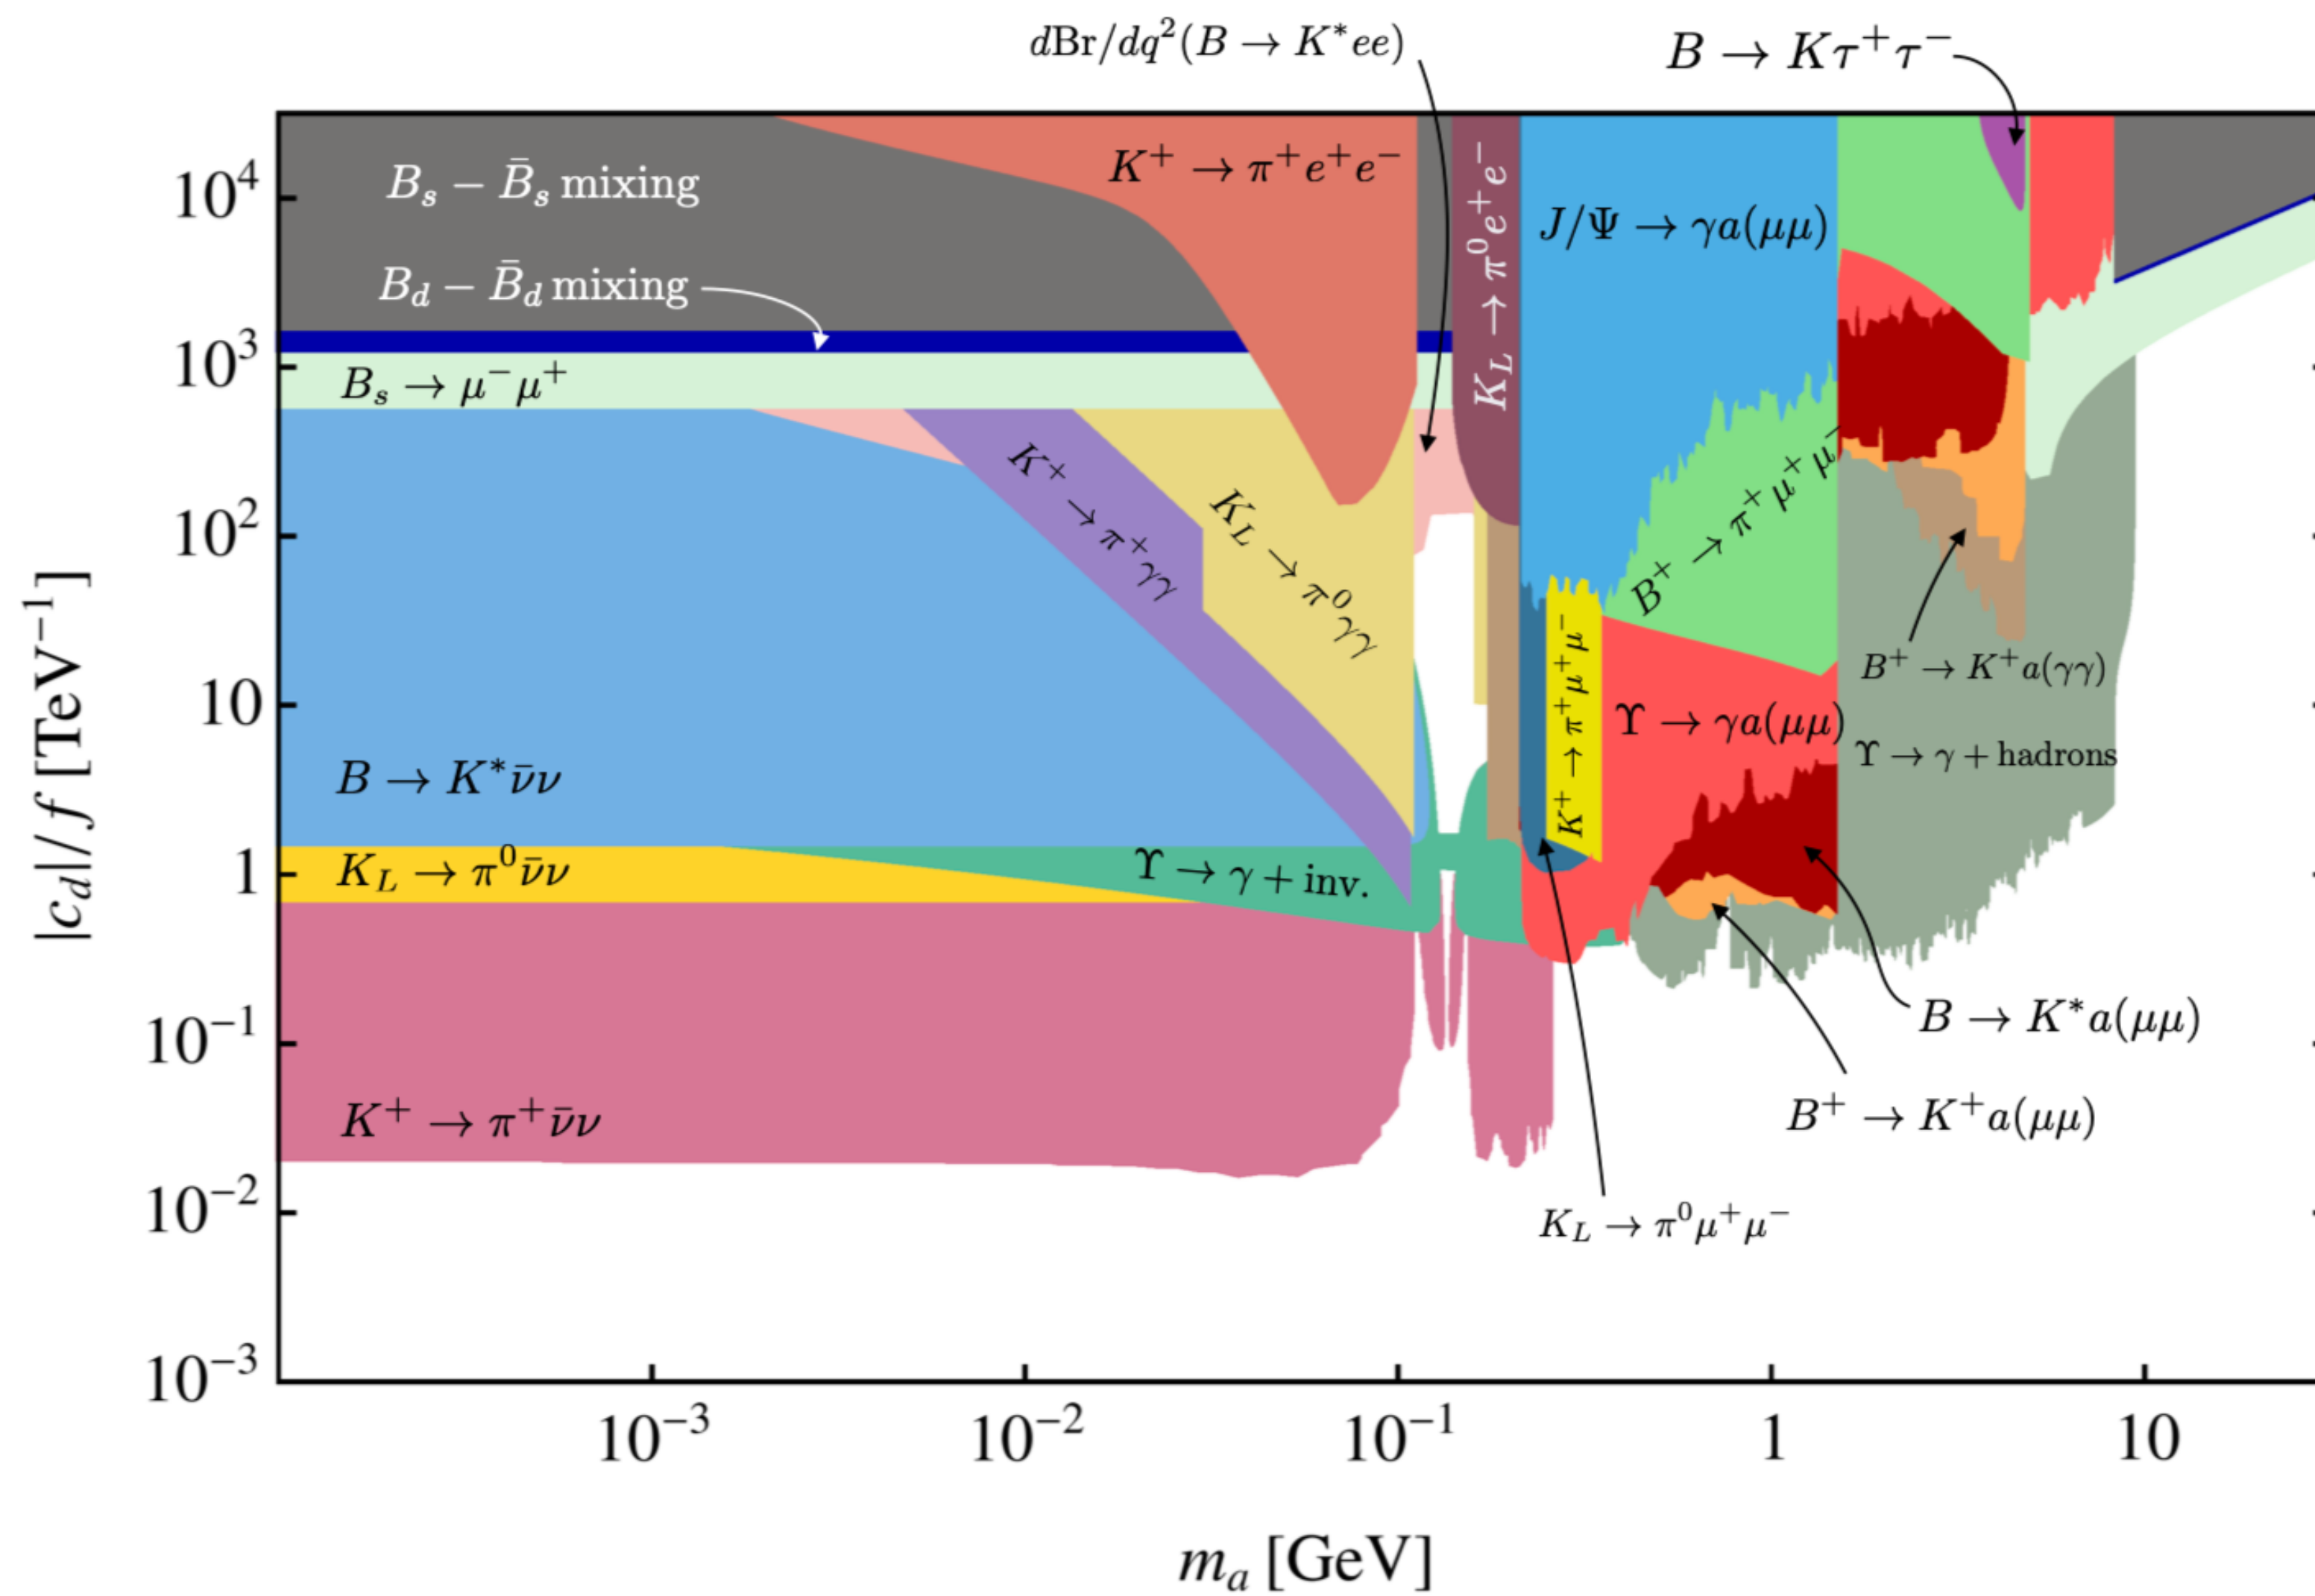 dBr/dq²(B → K*ee)
B → Kτ⁺τ⁻
K⁺ → π⁺e⁺e⁻
B_s − B̄_s mixing
K_L → π⁰e⁺e⁻
J/Ψ → γa(μμ)
B_d − B̄_d mixing
B_s → μ⁻μ⁺
K⁺ → π⁺γγ
K_L → π⁰γγ
B⁺ → π⁺μ⁺μ⁻
K⁺ → π⁺μ⁺μ⁻
B⁺ → K⁺a(γγ)
Υ → γa(μμ)
Υ → γ + hadrons
B → K*ν̄ν
K_L → π⁰ν̄ν
Υ → γ + inv.
B → K*a(μμ)
K⁺ → π⁺ν̄ν
B⁺ → K⁺a(μμ)
K_L → π⁰μ⁺μ⁻
|c_d|/f [TeV⁻¹]
10⁴
10³
10²
10
1
10⁻¹
10⁻²
10⁻³
10⁻³ 10⁻² 10⁻¹ 1 10
m_a [GeV]